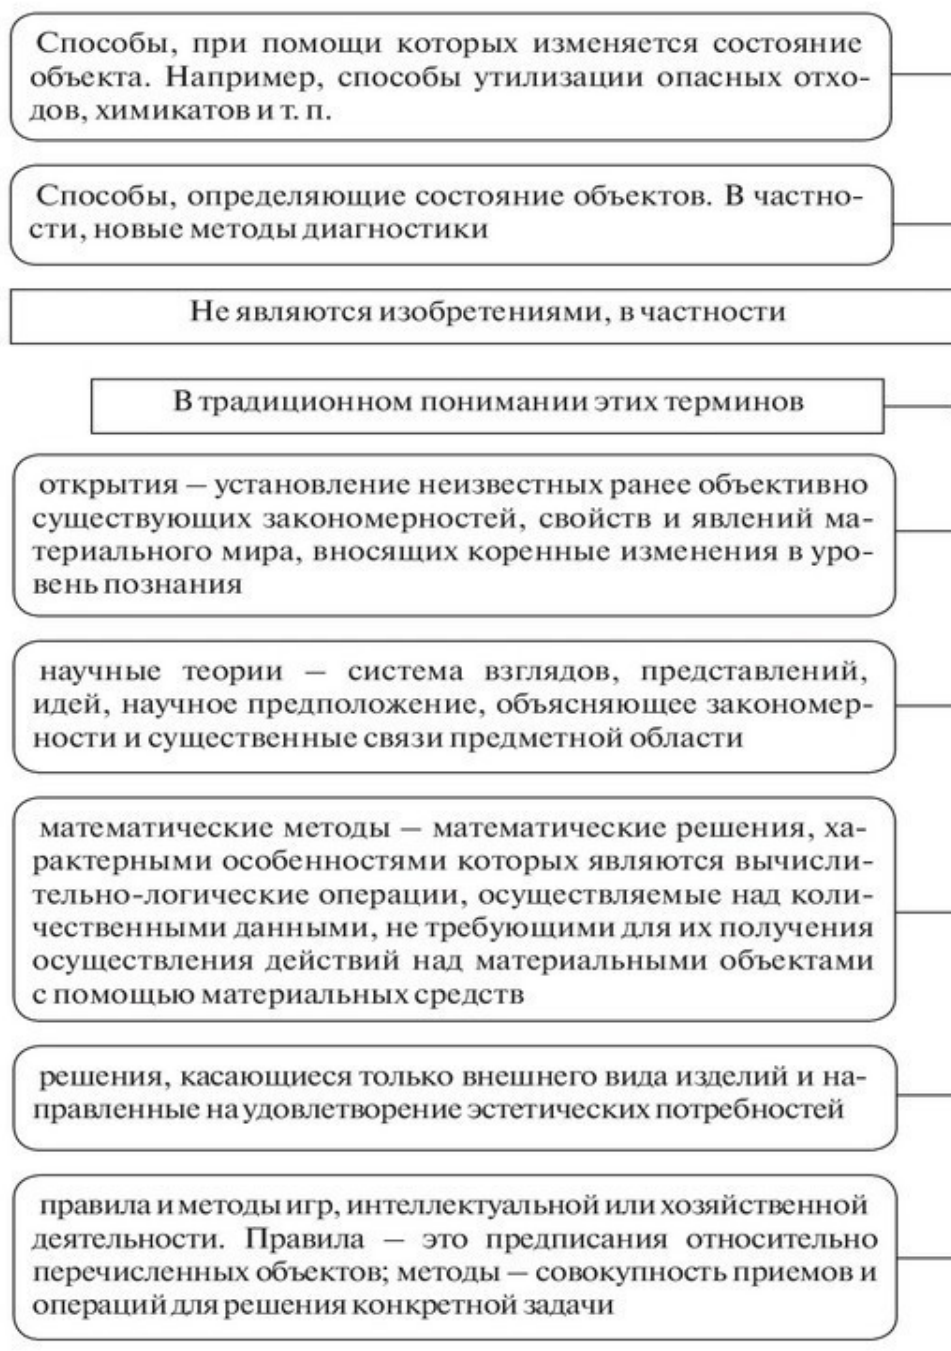 Способы, при помощи которых изменяется состояние
объекта. Например, способы утилизации опасных отхо-
дов, химикатов и т. п.
Способы, определяющие состояние объектов. В частно-
сти, новые методы диагностики
Не являются изобретениями, в частности
В традиционном понимании этих терминов
открытия — установление неизвестных ранее объективно
существующих закономерностей, свойств и явлений ма-
териального мира, вносящих коренные изменения в уро-
вень познания
научные теории — система взглядов, представлений,
идей, научное предположение, объясняющее закономер-
ности и существенные связи предметной области
математические методы — математические решения, ха-
рактерными особенностями которых являются вычисли-
тельно-логические операции, осуществляемые над коли-
чественными данными, не требующими для их получения
осуществления действий над материальными объектами
с помощью материальных средств
решения, касающиеся только внешнего вида изделий и на-
правленные на удовлетворение эстетических потребностей
правила и методы игр, интеллектуальной или хозяйственной
деятельности. Правила — это предписания относительно
перечисленных объектов; методы — совокупность приемов и
операций для решения конкретной задачи